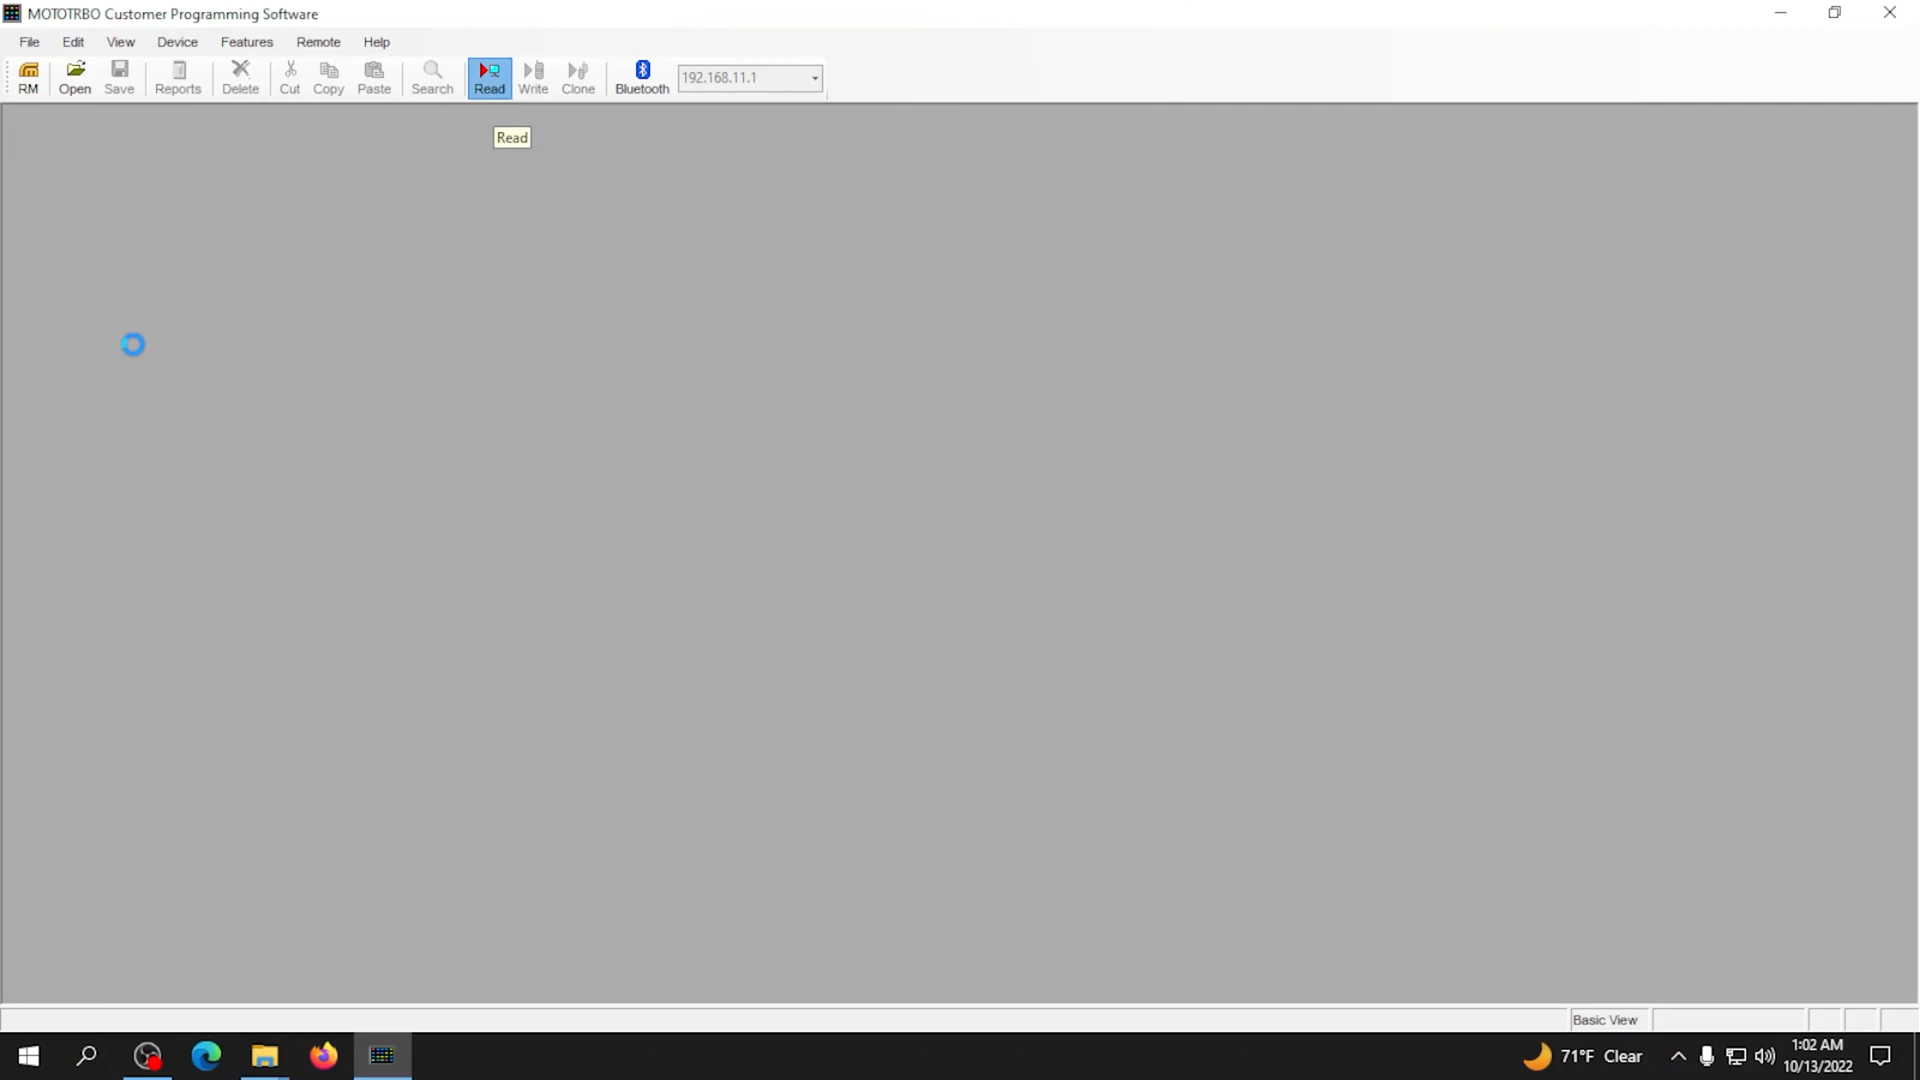 MOTOTRBO Customer Programming Software
File Edit View Device Features Remote Help
RM Open Save Reports Delete Cut Copy Paste Search Read Write Clone Bluetooth 192.168.11.1
Read
Basic View
71°F Clear 1:02 AM
10/13/2022